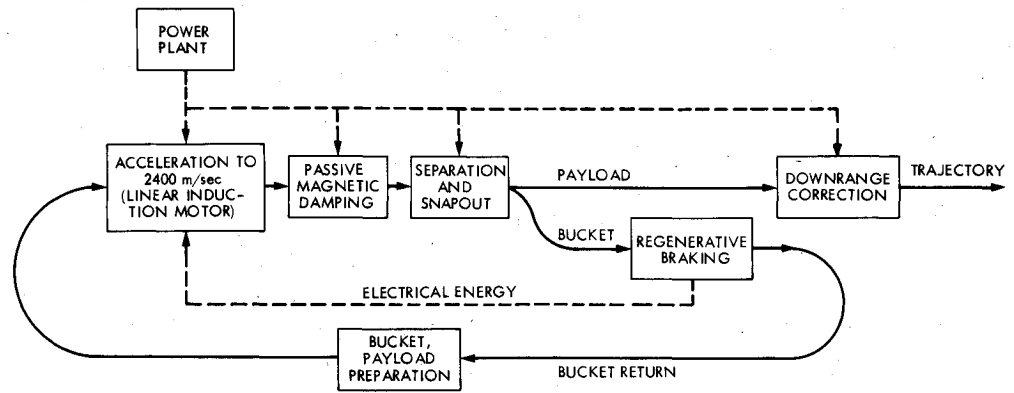 POWER
PLANT
ACCELERATION TO
2400 m/sec
(LINEAR INDUC-
TION MOTOR)
PASSIVE
MAGNETIC
DAMPING
SEPARATION
AND
SNAPOUT
PAYLOAD
DOWNRANGE
CORRECTION
TRAJECTORY
BUCKET
REGENERATIVE
BRAKING
ELECTRICAL ENERGY
BUCKET,
PAYLOAD
PREPARATION
BUCKET RETURN